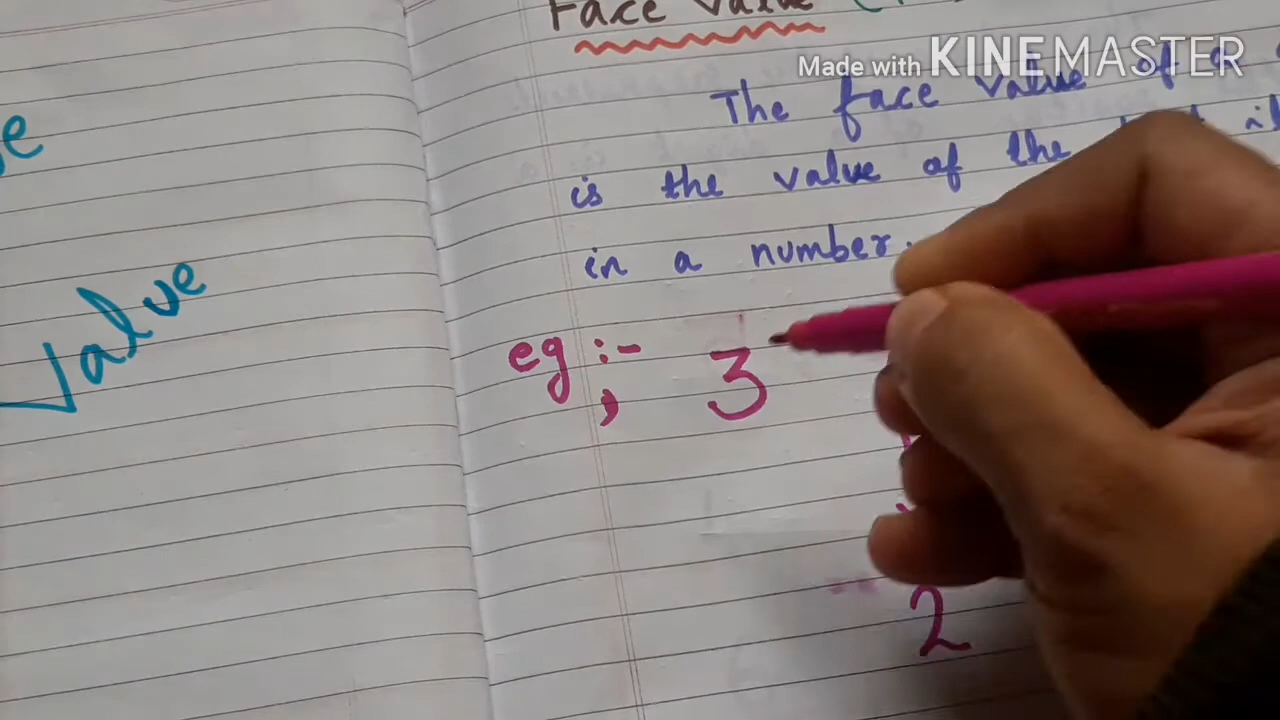 Face Value
Made with KINEMASTER
The face value of a
is the value of the
in a number.
eg :- 3
2
e
Value